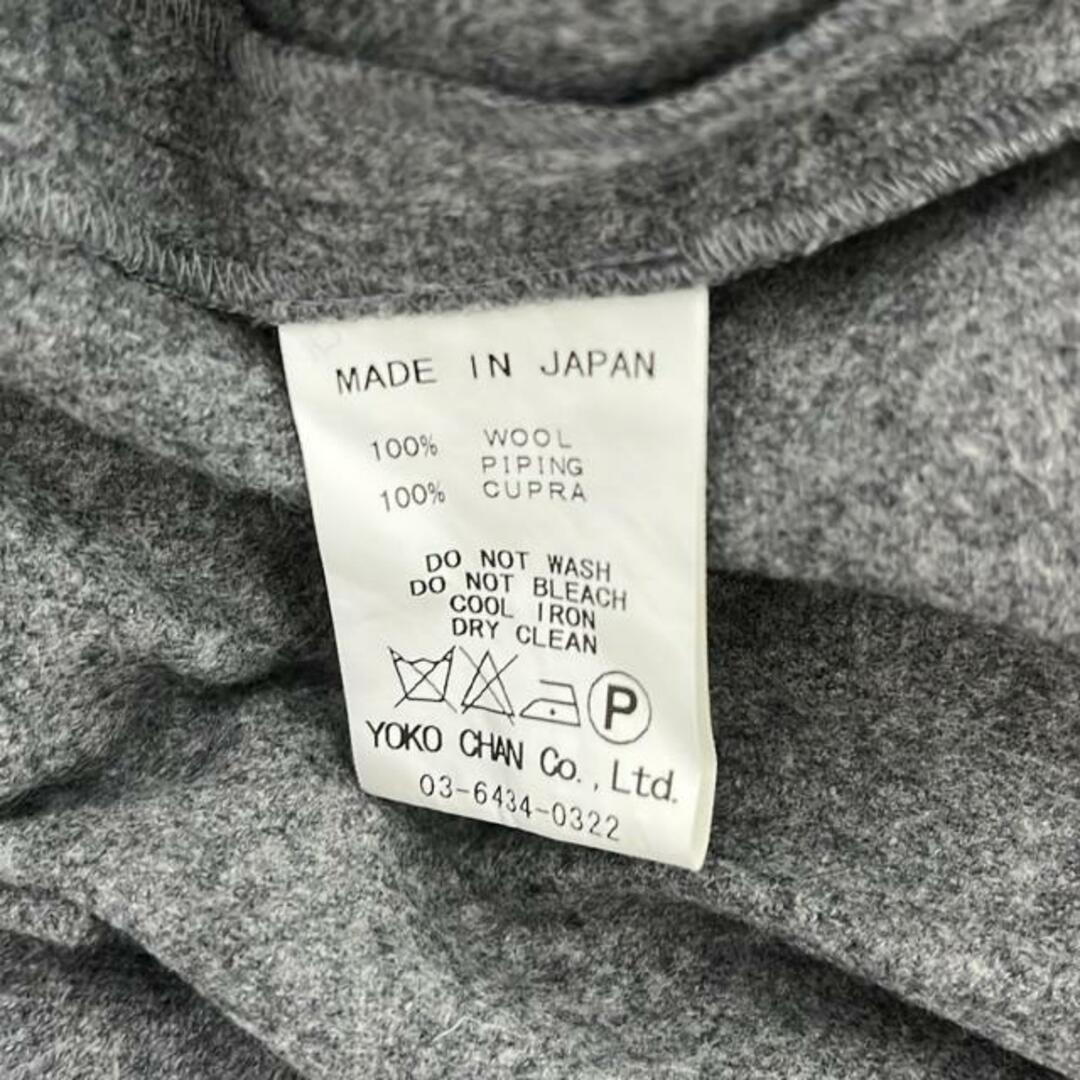 MADE IN JAPAN
100% WOOL
PIPING
100% CUPRA
DO NOT WASH
DO NOT BLEACH
COOL IRON
DRY CLEAN
P
YOKO CHAN Co., Ltd.
03-6434-0322